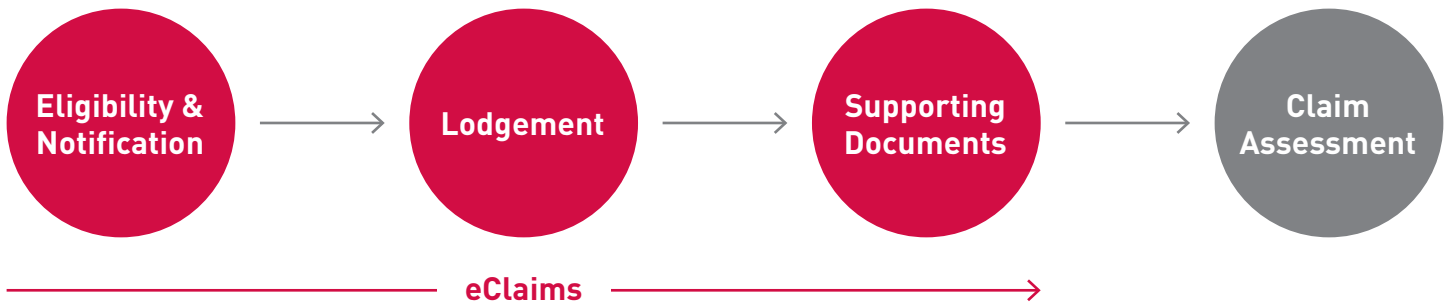 Eligibility &
Notification
Lodgement
Supporting
Documents
Claim
Assessment
eClaims